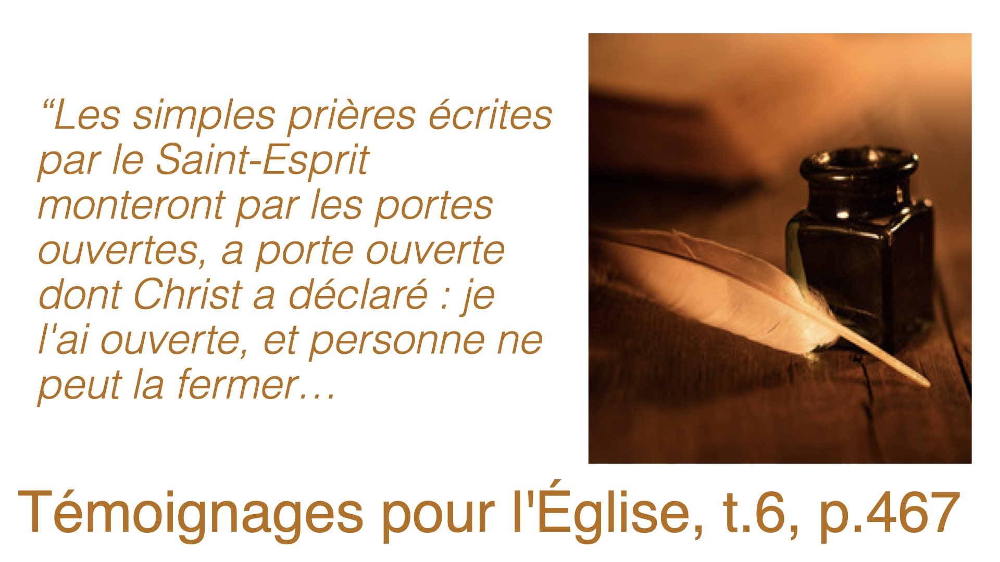 “Les simples prières écrites
par le Saint-Esprit
monteront par les portes
ouvertes, a porte ouverte
dont Christ a déclaré : je
l'ai ouverte, et personne ne
peut la fermer…
Témoignages pour l'Église, t.6, p.467